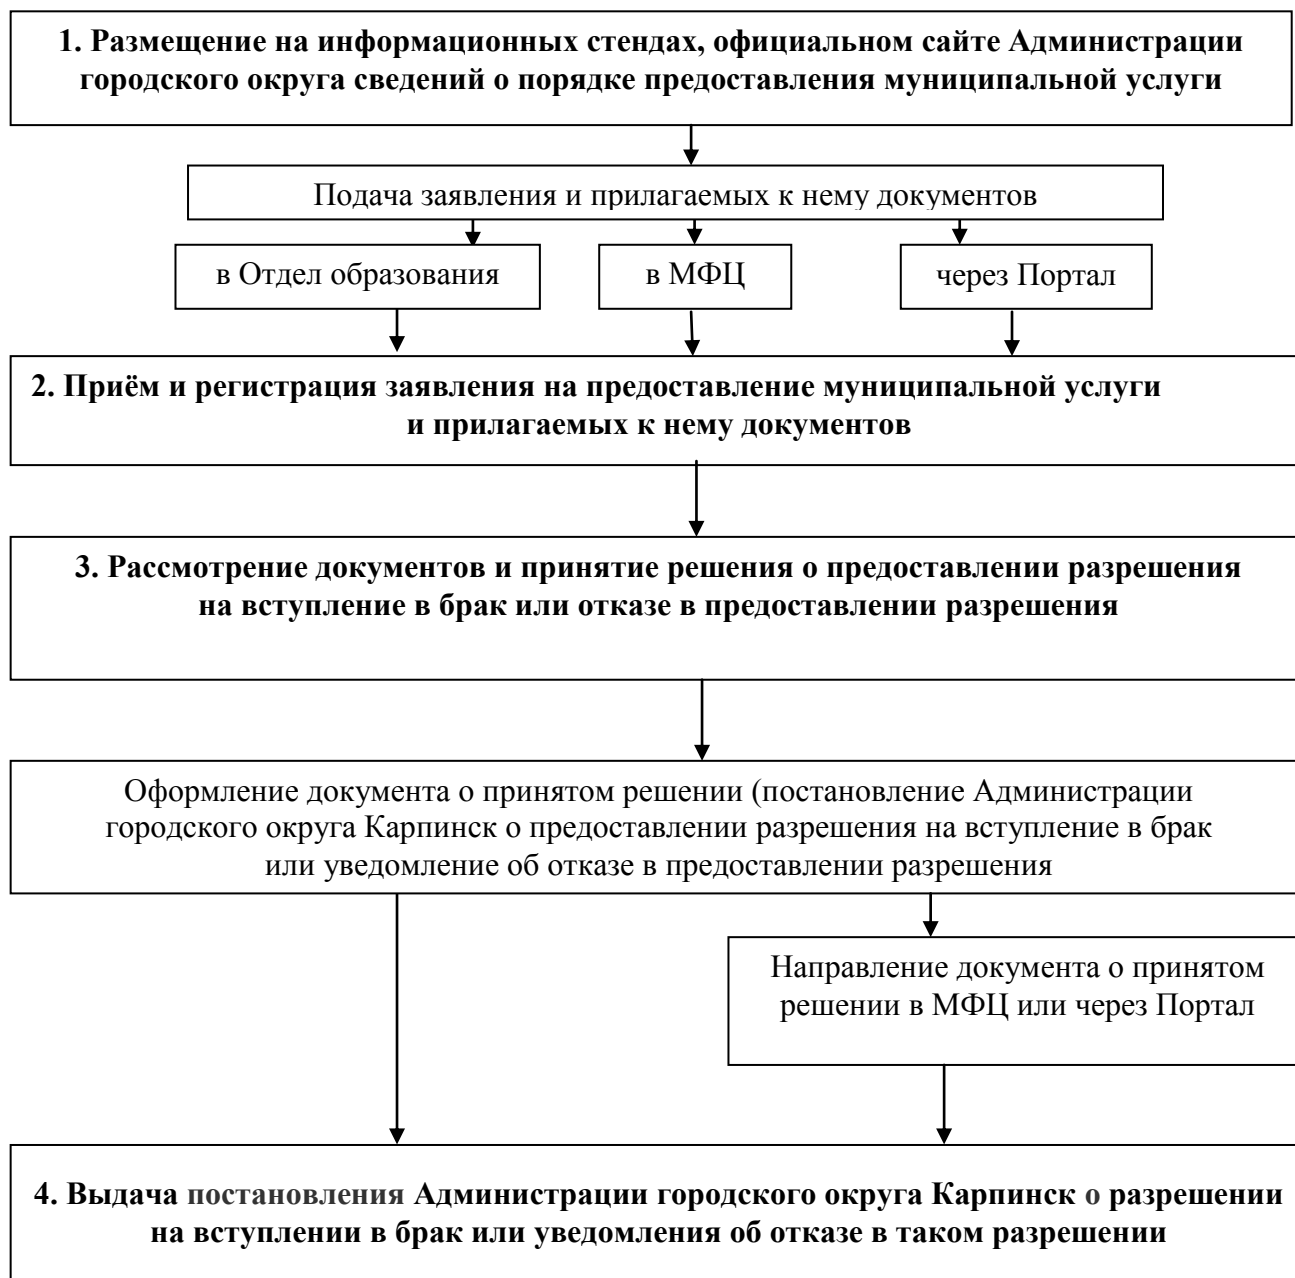 1. Размещение на информационных стендах, официальном сайте Администрации
городского округа сведений о порядке предоставления муниципальной услуги
Подача заявления и прилагаемых к нему документов
в Отдел образования
в МФЦ
через Портал
2. Приём и регистрация заявления на предоставление муниципальной услуги
и прилагаемых к нему документов
3. Рассмотрение документов и принятие решения о предоставлении разрешения
на вступление в брак или отказе в предоставлении разрешения
Оформление документа о принятом решении (постановление Администрации
городского округа Карпинск о предоставлении разрешения на вступление в брак
или уведомление об отказе в предоставлении разрешения
Направление документа о принятом
решении в МФЦ или через Портал
4. Выдача постановления Администрации городского округа Карпинск о разрешении
на вступлении в брак или уведомления об отказе в таком разрешении